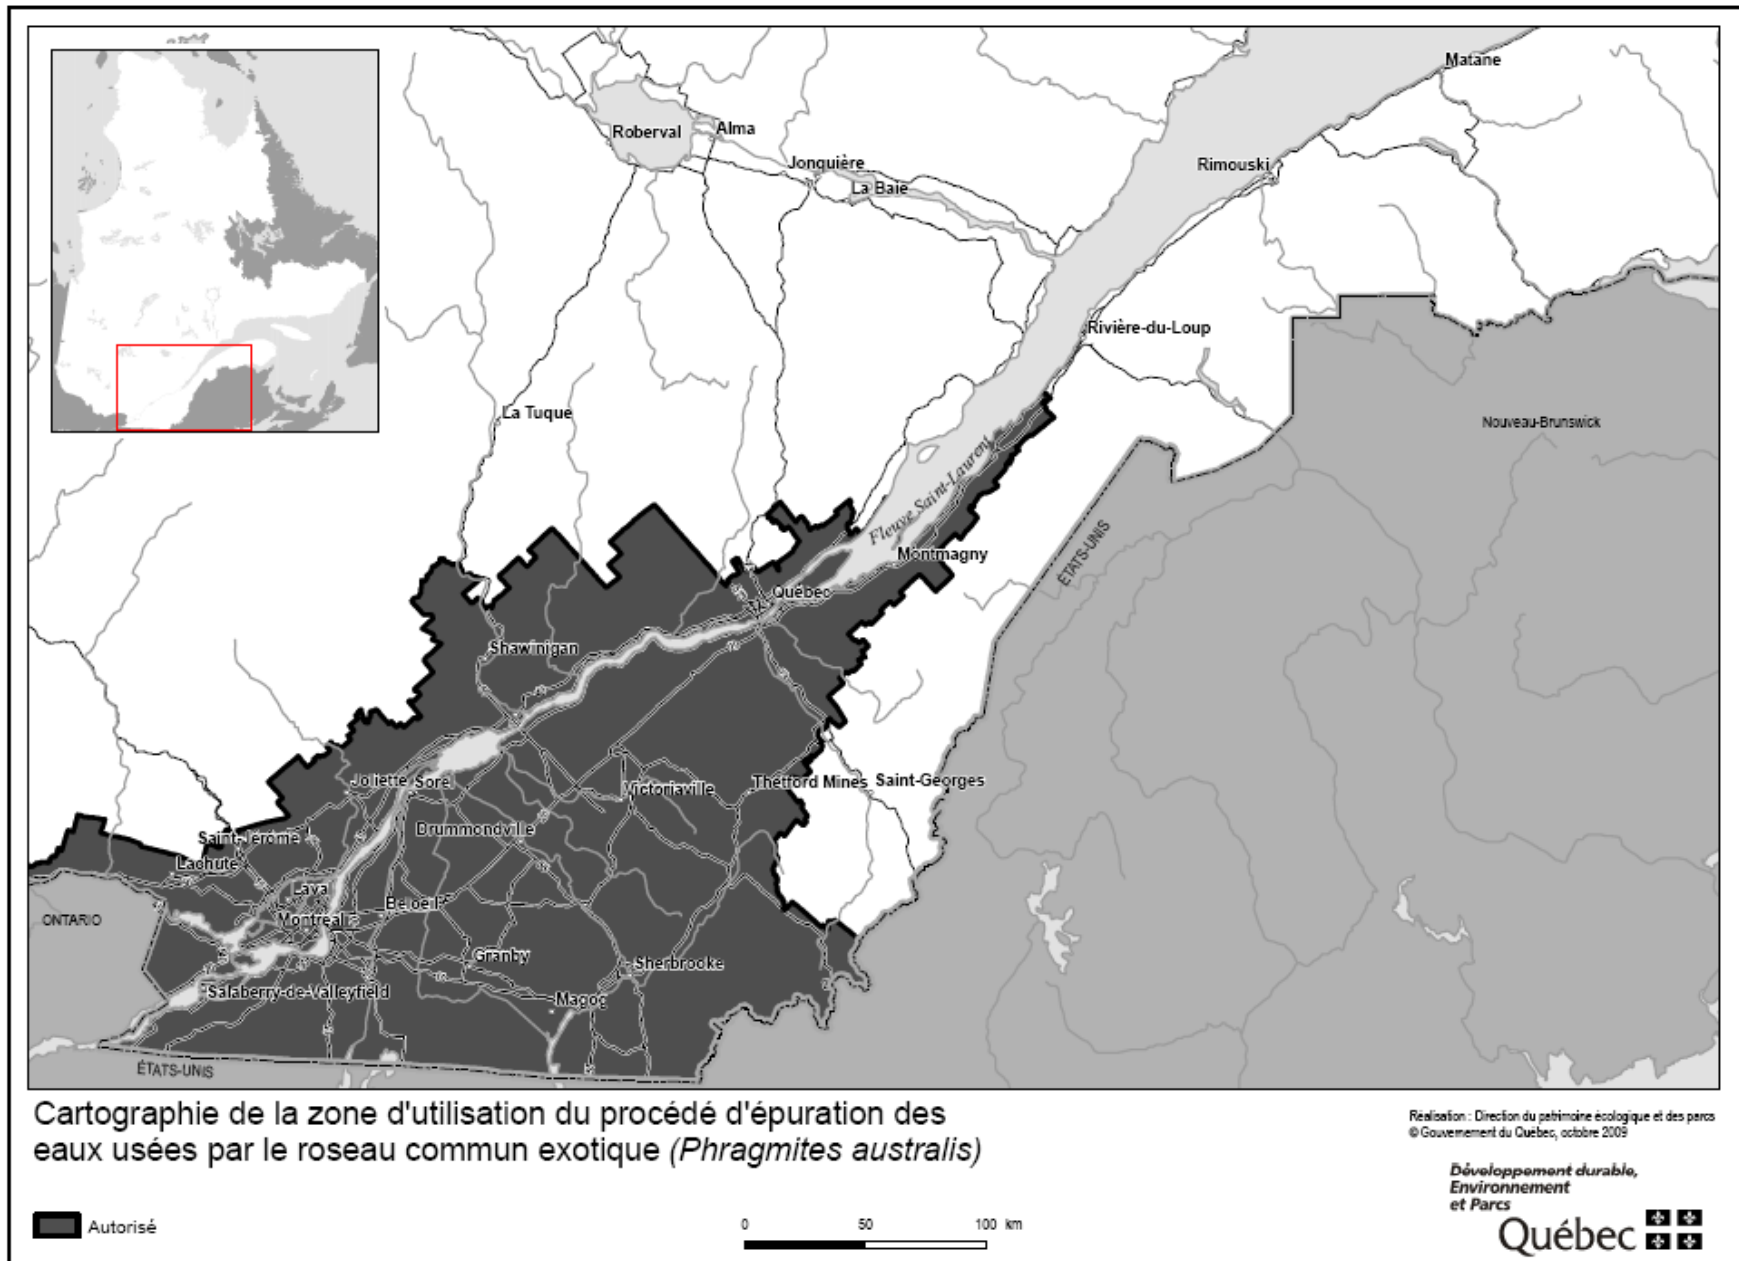 Matane
Roberval
Alma
Jonquière
La Baie
Rimouski
Rivière-du-Loup
La Tuque
Nouveau-Brunswick
Fleuve Saint-Laurent
Montmagny
ÉTATS-UNIS
Québec
Shawinigan
Joliette
Sorel
Victoriaville
Thetford Mines
Saint-Georges
Drummondville
Saint-Jérôme
Lachute
Laval
Beloeil
ONTARIO
Montréal
Granby
Sherbrooke
Salaberry-de-Valleyfield
Magog
ÉTATS-UNIS
Cartographie de la zone d'utilisation du procédé d'épuration des
eaux usées par le roseau commun exotique (Phragmites australis)
Réalisation : Direction du patrimoine écologique et des parcs
© Gouvernement du Québec, octobre 2009
Autorisé
0 50 100 km
Développement durable,
Environnement
et Parcs
Québec